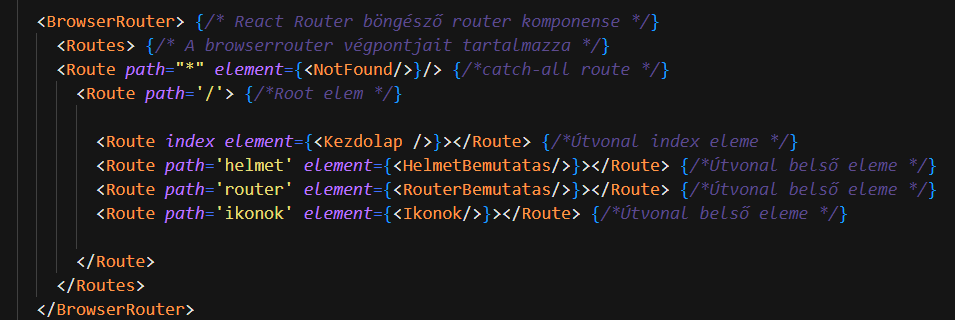 <BrowserRouter> {/* React Router böngésző router komponense */}
<Routes> {/* A browserrouter végpontjait tartalmazza */}
<Route path="*" element={<NotFound/>}/> {/*catch-all route */}
<Route path='/'> {/*Root elem */}
<Route index element={<Kezdolap />}></Route> {/*Útvonal index eleme */}
<Route path='helmet' element={<HelmetBemutatas/>}></Route> {/*Útvonal belső eleme */}
<Route path='router' element={<RouterBemutatas/>}></Route> {/*Útvonal belső eleme */}
<Route path='ikonok' element={<Ikonok/>}></Route> {/*Útvonal belső eleme */}
</Route>
</Routes>
</BrowserRouter>